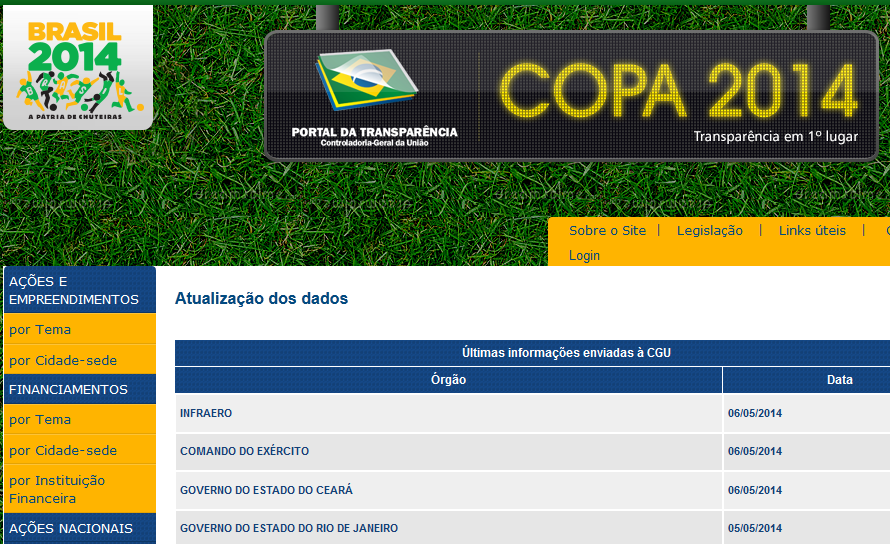 BRASIL
2014
A PÁTRIA DE CHUTEIRAS
PORTAL DA TRANSPARÊNCIA
Controladoria-Geral da União
COPA 2014
Transparência em 1º lugar
Sobre o Site | Legislação | Links úteis |
Login
AÇÕES E
EMPREENDIMENTOS
por Tema
por Cidade-sede
FINANCIAMENTOS
por Tema
por Cidade-sede
por Instituição
Financeira
AÇÕES NACIONAIS
Atualização dos dados
Últimas informações enviadas à CGU
Órgão Data
INFRAERO 06/05/2014
COMANDO DO EXÉRCITO 06/05/2014
GOVERNO DO ESTADO DO CEARÁ 06/05/2014
GOVERNO DO ESTADO DO RIO DE JANEIRO 05/05/2014